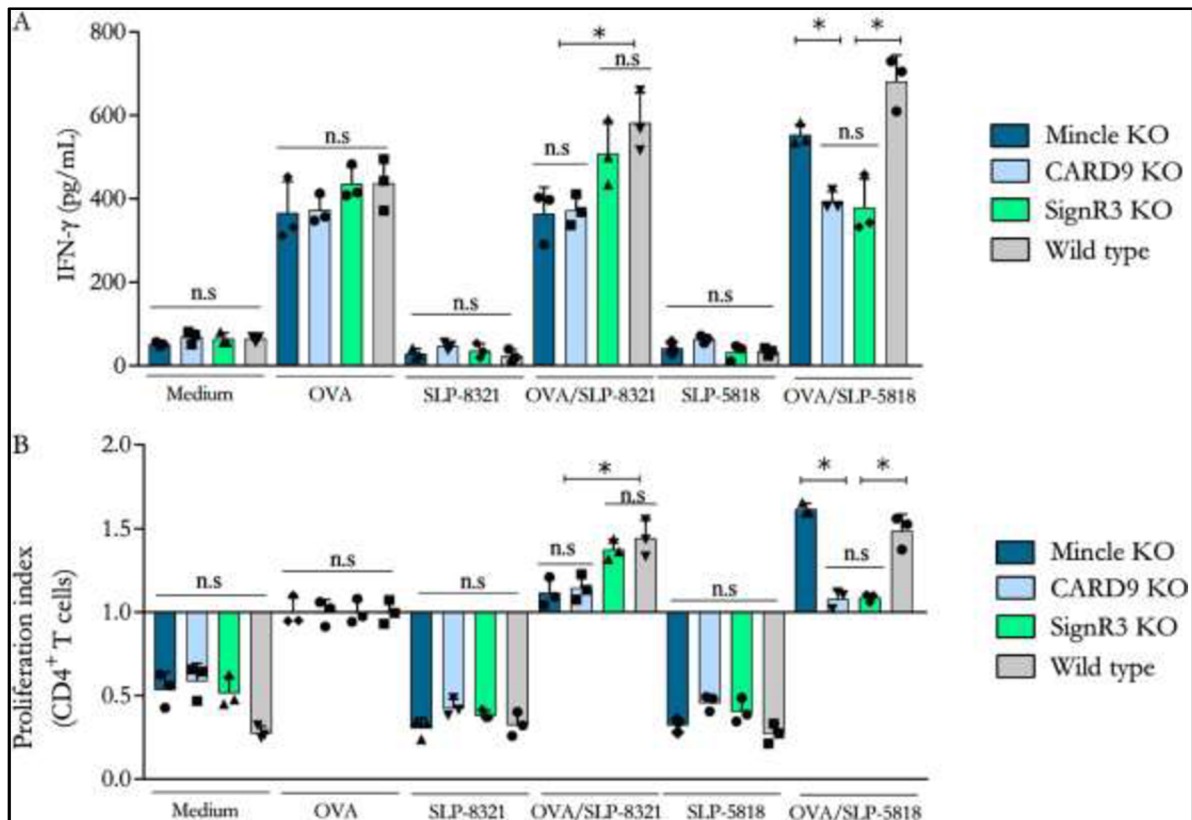 A
IFN-γ (pg/mL)
800
600
400
200
0
n.s
n.s
n.s
n.s
*
n.s
n.s
*
n.s
*
Medium
OVA
SLP-8321
OVA/SLP-8321
SLP-5818
OVA/SLP-5818
Mincle KO
CARD9 KO
SignR3 KO
Wild type
B
Proliferation index
(CD4⁺ T cells)
2.0
1.5
1.0
0.5
0.0
n.s
n.s
n.s
n.s
*
n.s
n.s
*
n.s
*
Medium
OVA
SLP-8321
OVA/SLP-8321
SLP-5818
OVA/SLP-5818
Mincle KO
CARD9 KO
SignR3 KO
Wild type